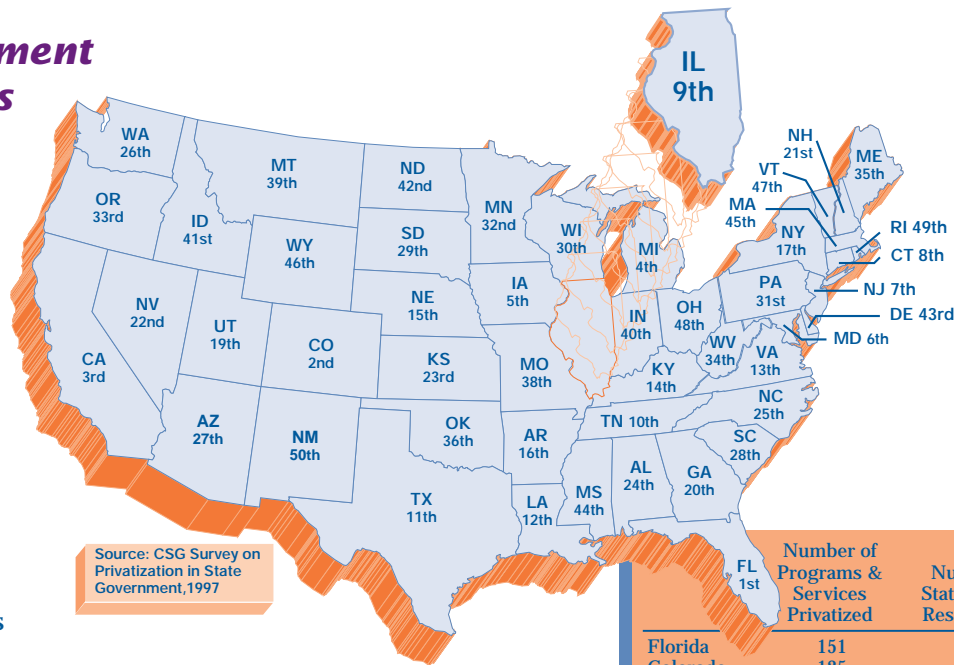 ment
s
IL
9th
WA
26th
MT
39th
ND
42nd
MN
32nd
NH
21st
ME
35th
VT
47th
MA
45th
OR
33rd
ID
41st
WY
46th
SD
29th
WI
30th
MI
4th
NY
17th
RI 49th
CT 8th
NJ 7th
DE 43rd
MD 6th
PA
31st
NV
22nd
UT
19th
CO
2nd
NE
15th
IA
5th
IN
40th
OH
48th
WV
34th
VA
13th
CA
3rd
KS
23rd
MO
38th
KY
14th
NC
25th
AZ
27th
NM
50th
OK
36th
AR
16th
TN 10th
SC
28th
TX
11th
LA
12th
MS
44th
AL
24th
GA
20th
FL
1st
Source: CSG Survey on
Privatization in State
Government,1997
s
Number of
Programs &
Services
Privatized
Nu
Stat
Res
Florida 151
Colorado 185